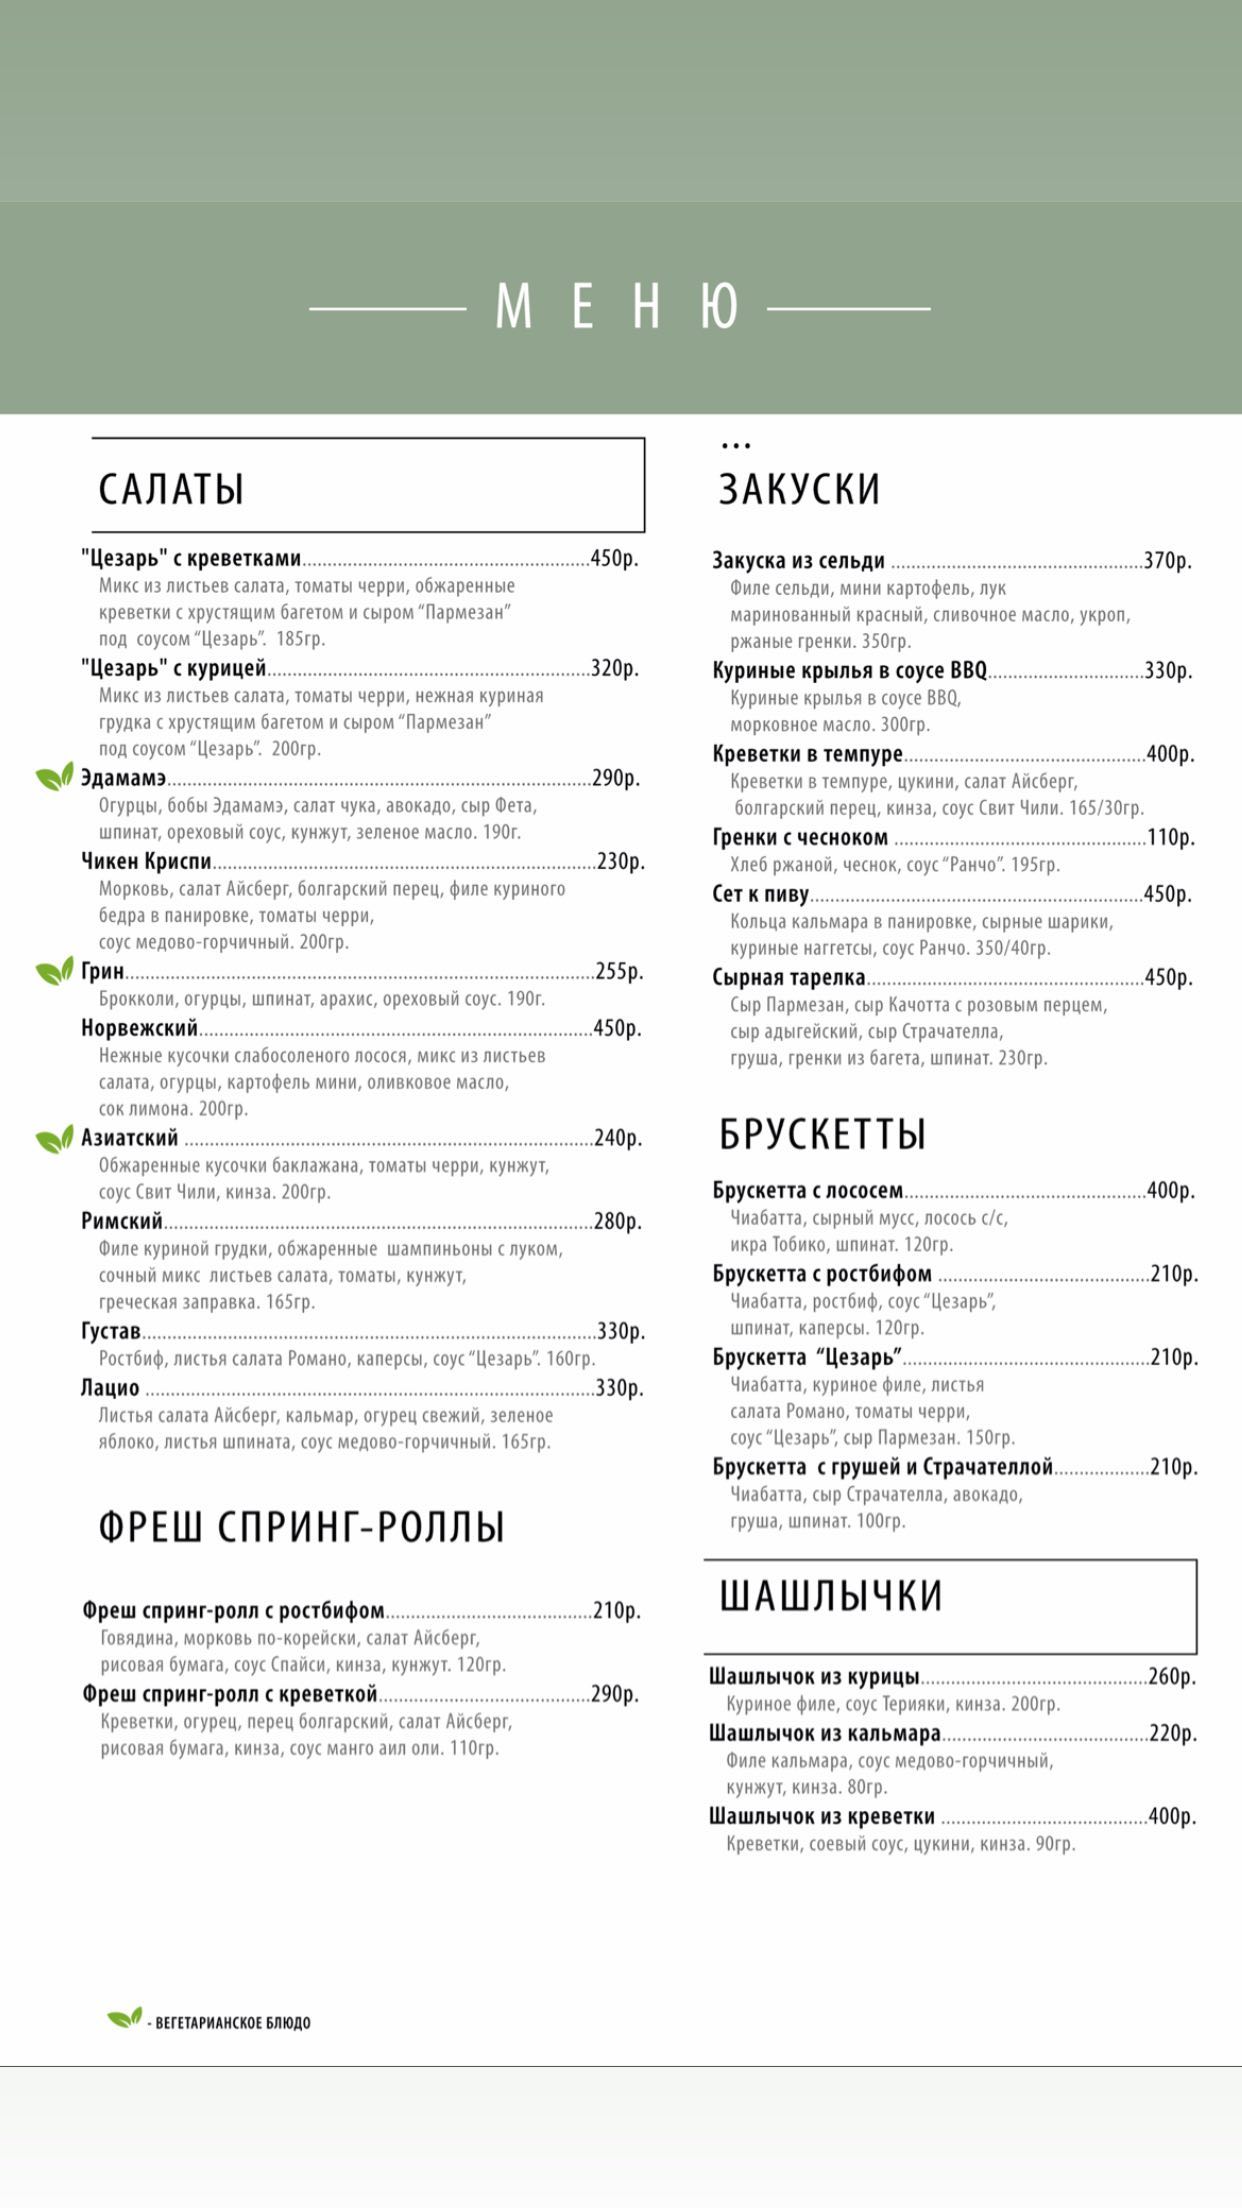 МЕНЮ
САЛАТЫ
"Цезарь" с креветками....................450р.
Микс из листьев салата, томаты черри, обжаренные
креветки с хрустящим багетом и сыром “Пармезан”
под соусом “Цезарь”. 185гр.
"Цезарь" с курицей....................320р.
Микс из листьев салата, томаты черри, нежная куриная
грудка с хрустящим багетом и сыром “Пармезан”
под соусом “Цезарь”. 200гр.
Эдамамэ....................290р.
Огурцы, бобы Эдамамэ, салат чука, авокадо, сыр Фета,
шпинат, ореховый соус, кунжут, зеленое масло. 190г.
Чикен Криспи....................230р.
Морковь, салат Айсберг, болгарский перец, филе куриного
бедра в панировке, томаты черри,
соус медово-горчичный. 200гр.
Грин....................255р.
Брокколи, огурцы, шпинат, арахис, ореховый соус. 190г.
Норвежский....................450р.
Нежные кусочки слабосоленого лосося, микс из листьев
салата, огурцы, картофель мини, оливковое масло,
сок лимона. 200гр.
Азиатский ....................240р.
Обжаренные кусочки баклажана, томаты черри, кунжут,
соус Свит Чили, кинза. 200гр.
Римский....................280р.
Филе куриной грудки, обжаренные шампиньоны с луком,
сочный микс листьев салата, томаты, кунжут,
греческая заправка. 165гр.
Густав....................330р.
Ростбиф, листья салата Романо, каперсы, соус “Цезарь”. 160гр.
Лацио ....................330р.
Листья салата Айсберг, кальмар, огурец свежий, зеленое
яблоко, листья шпината, соус медово-горчичный. 165гр.
ФРЕШ СПРИНГ-РОЛЛЫ
Фреш спринг-ролл с ростбифом....................210р.
Говядина, морковь по-корейски, салат Айсберг,
рисовая бумага, соус Спайси, кинза, кунжут. 120гр.
Фреш спринг-ролл с креветкой....................290р.
Креветки, огурец, перец болгарский, салат Айсберг,
рисовая бумага, кинза, соус манго аил оли. 110гр.
- ВЕГЕТАРИАНСКОЕ БЛЮДО
...
ЗАКУСКИ
Закуска из сельди ....................370р.
Филе сельди, мини картофель, лук
маринованный красный, сливочное масло, укроп,
ржаные гренки. 350гр.
Куриные крылья в соусе BBQ....................330р.
Куриные крылья в соусе BBQ,
морковное масло. 300гр.
Креветки в темпуре....................400р.
Креветки в темпуре, цукини, салат Айсберг,
болгарский перец, кинза, соус Свит Чили. 165/30гр.
Гренки с чесноком ....................110р.
Хлеб ржаной, чеснок, соус “Ранчо”. 195гр.
Сет к пиву....................450р.
Кольца кальмара в панировке, сырные шарики,
куриные наггетсы, соус Ранчо. 350/40гр.
Сырная тарелка....................450р.
Сыр Пармезан, сыр Качотта с розовым перцем,
сыр адыгейский, сыр Страчателла,
груша, гренки из багета, шпинат. 230гр.
БРУСКЕТТЫ
Брускетта с лососем....................400р.
Чиабатта, сырный мусс, лосось с/с,
икра Тобико, шпинат. 120гр.
Брускетта с ростбифом ....................210р.
Чиабатта, ростбиф, соус “Цезарь”,
шпинат, каперсы. 120гр.
Брускетта “Цезарь”....................210р.
Чиабатта, куриное филе, листья
салата Романо, томаты черри,
соус “Цезарь”, сыр Пармезан. 150гр.
Брускетта с грушей и Страчателлой....................210р.
Чиабатта, сыр Страчателла, авокадо,
груша, шпинат. 100гр.
ШАШЛЫЧКИ
Шашлычок из курицы....................260р.
Куриное филе, соус Терияки, кинза. 200гр.
Шашлычок из кальмара....................220р.
Филе кальмара, соус медово-горчичный,
кунжут, кинза. 80гр.
Шашлычок из креветки ....................400р.
Креветки, соевый соус, цукини, кинза. 90гр.